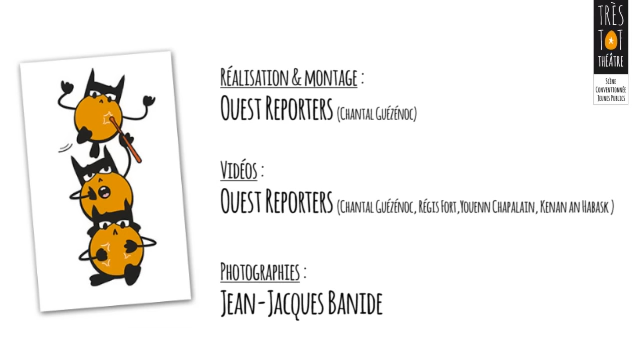 TRÈS
TOT
THÉÂTRE
SCÈNE
CONVENTIONNÉE
JEUNES PUBLICS
RÉALISATION & MONTAGE :
OUEST REPORTERS (CHANTAL GUÉZÉNOC)
VIDÉOS :
OUEST REPORTERS (CHANTAL GUÉZÉNOC, RÉGIS FORT,YOUENN CHAPALAIN, KENAN AN HABASK )
PHOTOGRAPHIES :
JEAN-JACQUES BANIDE